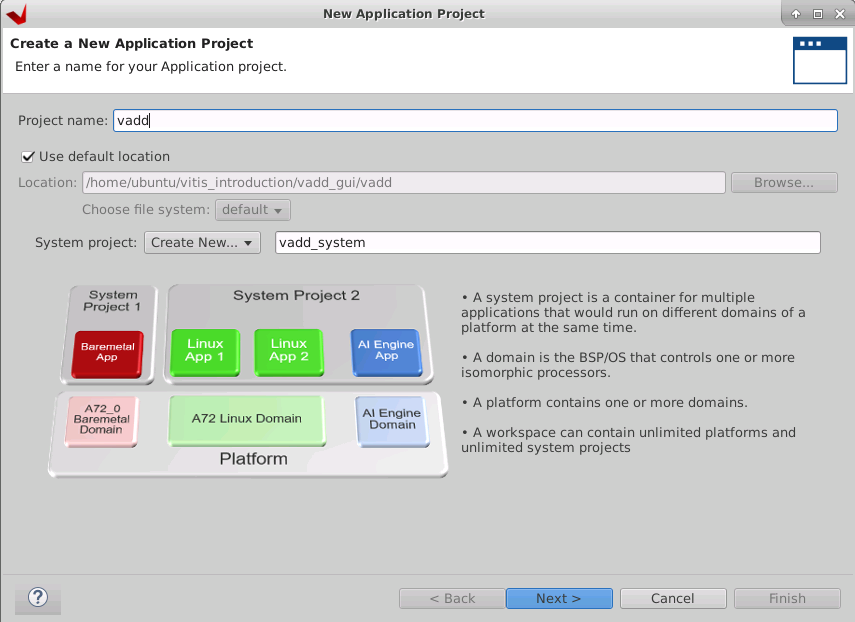 New Application Project
Create a New Application Project
Enter a name for your Application project.
Project name: vadd
Use default location
Location: /home/ubuntu/vitis_introduction/vadd_gui/vadd Browse...
Choose file system: default
System project: Create New... vadd_system
System
Project 1
System Project 2
Baremetal
App
Linux
App 1
Linux
App 2
AI Engine
App
A72_0
Baremetal
Domain
A72 Linux Domain
AI Engine
Domain
Platform
• A system project is a container for multiple
applications that would run on different domains of a
platform at the same time.
• A domain is the BSP/OS that controls one or more
isomorphic processors.
• A platform contains one or more domains.
• A workspace can contain unlimited platforms and
unlimited system projects
? < Back Next > Cancel Finish